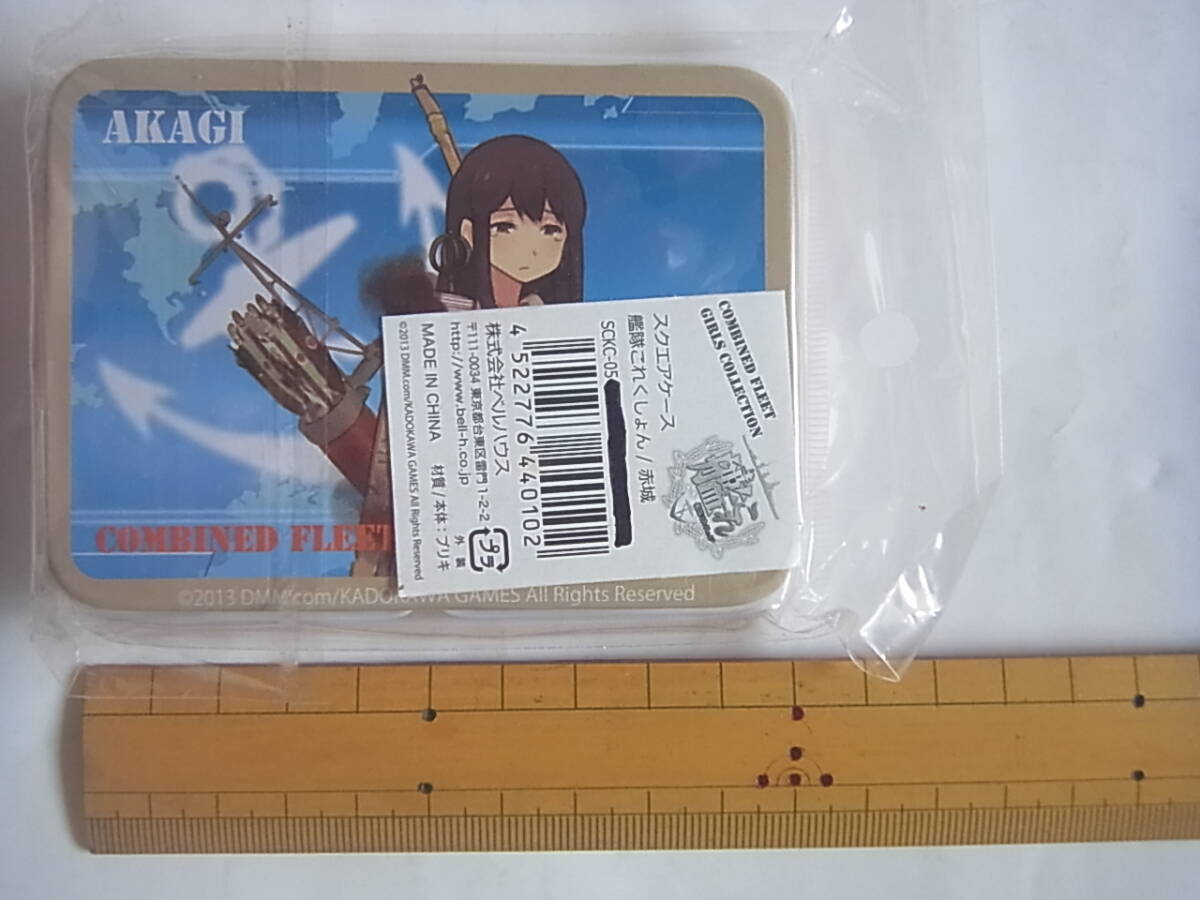 AKAGI
COMBINED FLEET
©2013 DMM.com/KADOKAWA GAMES All Rights Reserved
COMBINED FLEET
GIRLS COLLECTION
艦これ
スクエアケース
艦隊これくしょん / 赤城
SCKC-05
4 522776 440102
株式会社ベルハウス
〒111-0034 東京都台東区雷門1-2-2
http://www.bell-h.co.jp
プラ
外装
MADE IN CHINA 材質 / 本体：ブリキ
©2013 DMM.com/KADOKAWA GAMES All Rights Reserved